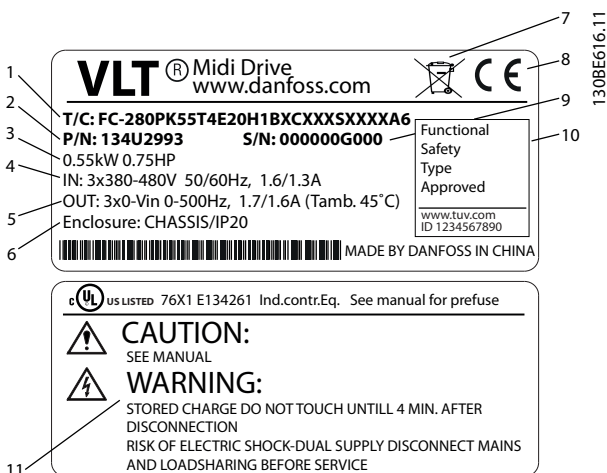 7
8
130BE616.11
VLT ® Midi Drive
www.danfoss.com
CE
1
9
T/C: FC-280PK55T4E20H1BXCXXXSXXXXA6
2
P/N: 134U2993 S/N: 000000G000
10
3
0.55kW 0.75HP
4
IN: 3x380-480V 50/60Hz, 1.6/1.3A
5
OUT: 3x0-Vin 0-500Hz, 1.7/1.6A (Tamb. 45˚C)
6
Enclosure: CHASSIS/IP20
Functional
Safety
Type
Approved
www.tuv.com
ID 1234567890
MADE BY DANFOSS IN CHINA
c UL US LISTED 76X1 E134261 Ind.contr.Eq. See manual for prefuse
CAUTION:
SEE MANUAL
WARNING:
STORED CHARGE DO NOT TOUCH UNTILL 4 MIN. AFTER
DISCONNECTION
RISK OF ELECTRIC SHOCK-DUAL SUPPLY DISCONNECT MAINS
AND LOADSHARING BEFORE SERVICE
11